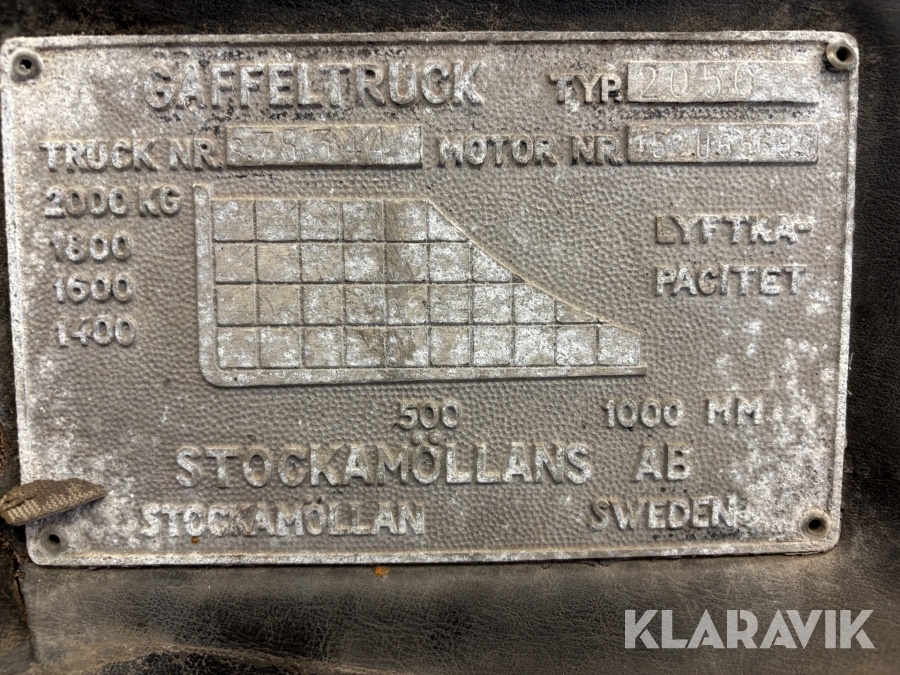 GAFFELTRUCK TYP. 2050
TRUCK NR. MOTOR NR.
2000 KG
1800
1600
1400
LYFTKA-
PACITET
500 1000 MM
STOCKAMÖLLANS AB
STOCKAMÖLLAN SWEDEN
KLARAVIK